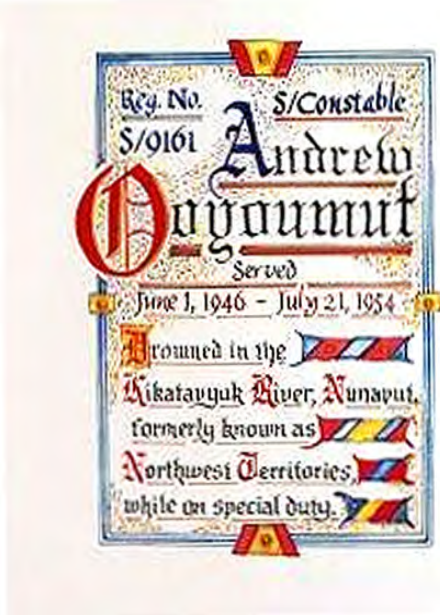 Reg. No. S/Constable
S/9161 Andrew
Ooyoumut
Served
June 1, 1946 - July 21, 1954
Drowned in the
Kikatavyuk River, Nunavut,
formerly known as
Northwest Territories,
while on special duty.